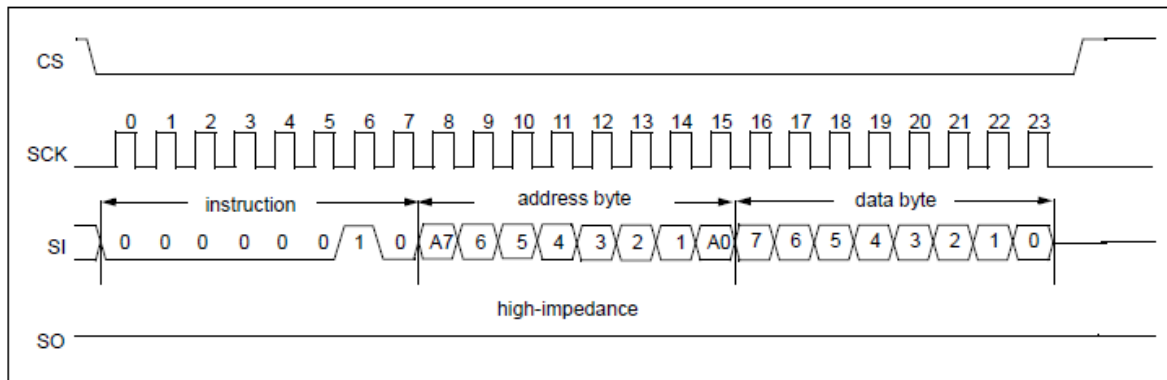 CS
0 1 2 3 4 5 6 7 8 9 10 11 12 13 14 15 16 17 18 19 20 21 22 23
SCK
instruction address byte data byte
SI 0 0 0 0 0 0 1 0 A7 6 5 4 3 2 1 A0 7 6 5 4 3 2 1 0
high-impedance
SO